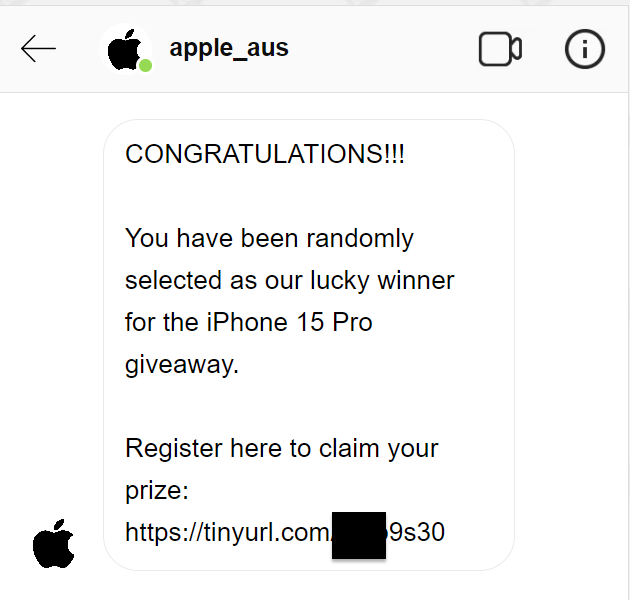 apple_aus
CONGRATULATIONS!!!
You have been randomly
selected as our lucky winner
for the iPhone 15 Pro
giveaway.
Register here to claim your
prize:
https://tinyurl.com/ 9s30